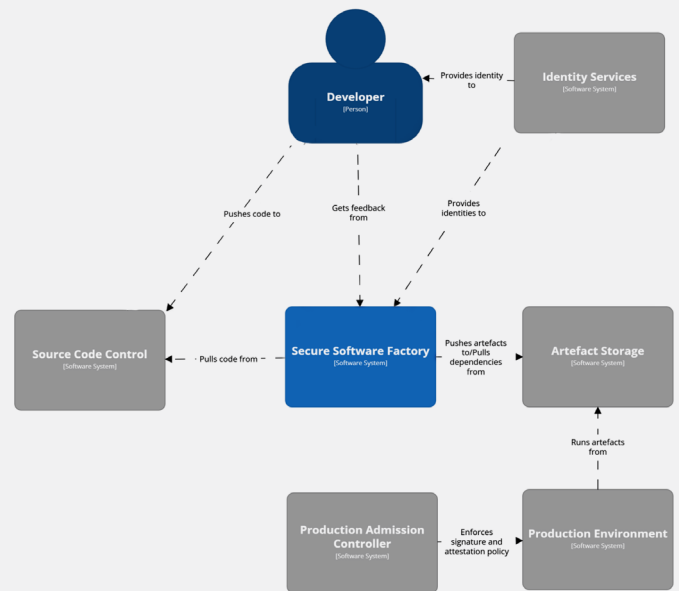 Developer
[Person]
Provides identity
to
Identity Services
[Software System]
Pushes code to
Gets feedback
from
Provides
identities to
Source Code Control
[Software System]
Pulls code from
Secure Software Factory
[Software System]
Pushes artefacts
to/Pulls
dependencies
from
Artefact Storage
[Software System]
Runs artefacts
from
Production Admission
Controller
[Software System]
Enforces
signature and
attestation policy
Production Environment
[Software System]